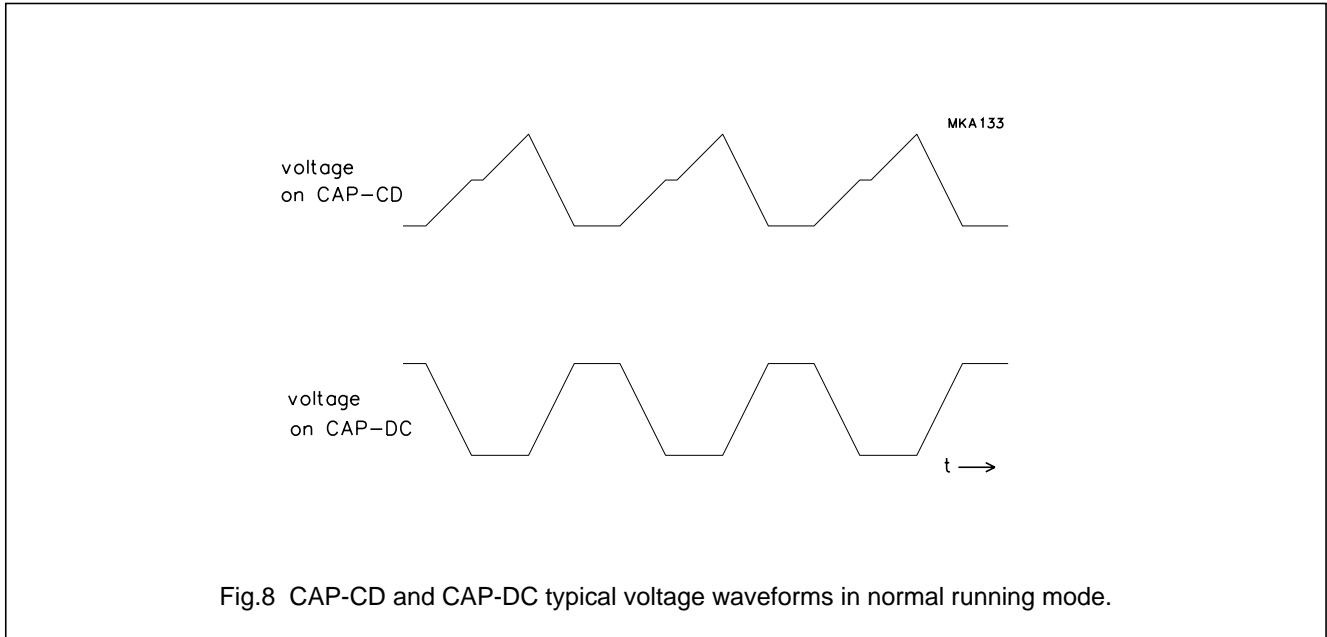 MKA133
voltage
on CAP-CD
voltage
on CAP-DC
t
Fig.8 CAP-CD and CAP-DC typical voltage waveforms in normal running mode.